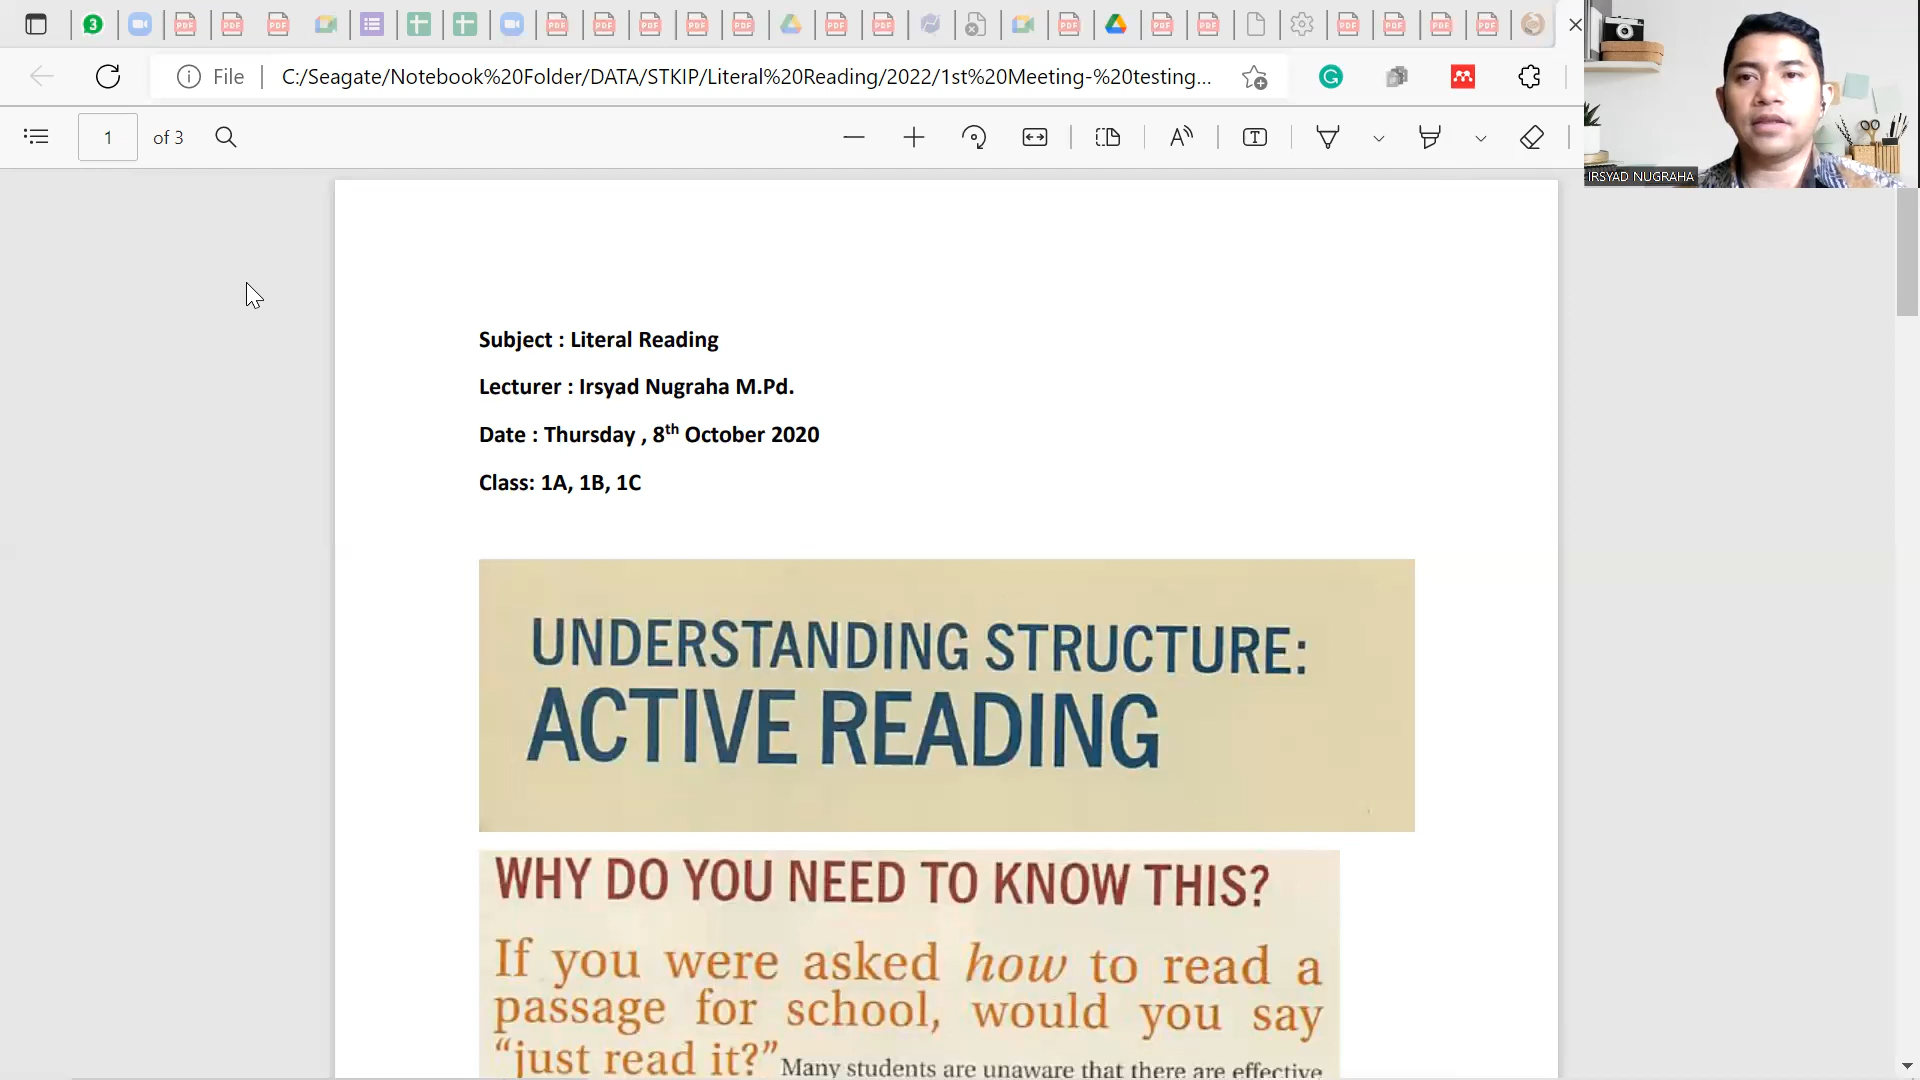 3
File
C:/Seagate/Notebook%20Folder/DATA/STKIP/Literal%20Reading/2022/1st%20Meeting-%20testing...
1 of 3
IRSYAD NUGRAHA
Subject : Literal Reading
Lecturer : Irsyad Nugraha M.Pd.
Date : Thursday , 8th October 2020
Class: 1A, 1B, 1C
UNDERSTANDING STRUCTURE:
ACTIVE READING
WHY DO YOU NEED TO KNOW THIS?
If you were asked how to read a
passage for school, would you say
“just read it?” Many students are unaware that there are effective